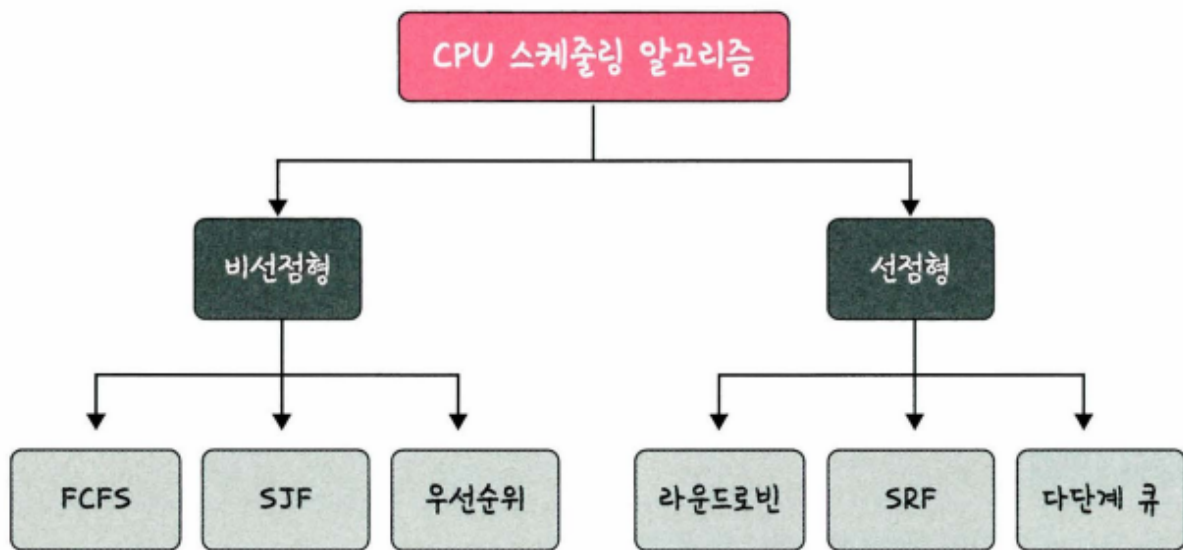 CPU 스케줄링 알고리즘
비선점형
선점형
FCFS
SJF
우선순위
라운드로빈
SRF
다단계 큐